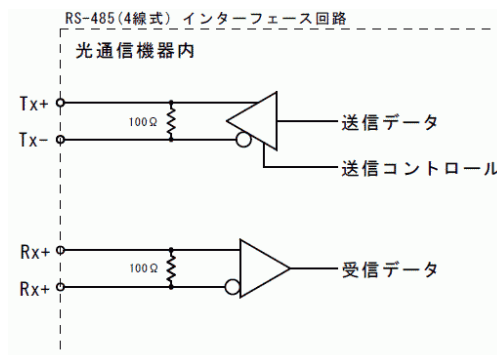 RS-485(4線式) インターフェース回路
光通信機器内
Tx+
100Ω
送信データ
Tx-
送信コントロール
Rx+
100Ω
受信データ
Rx+